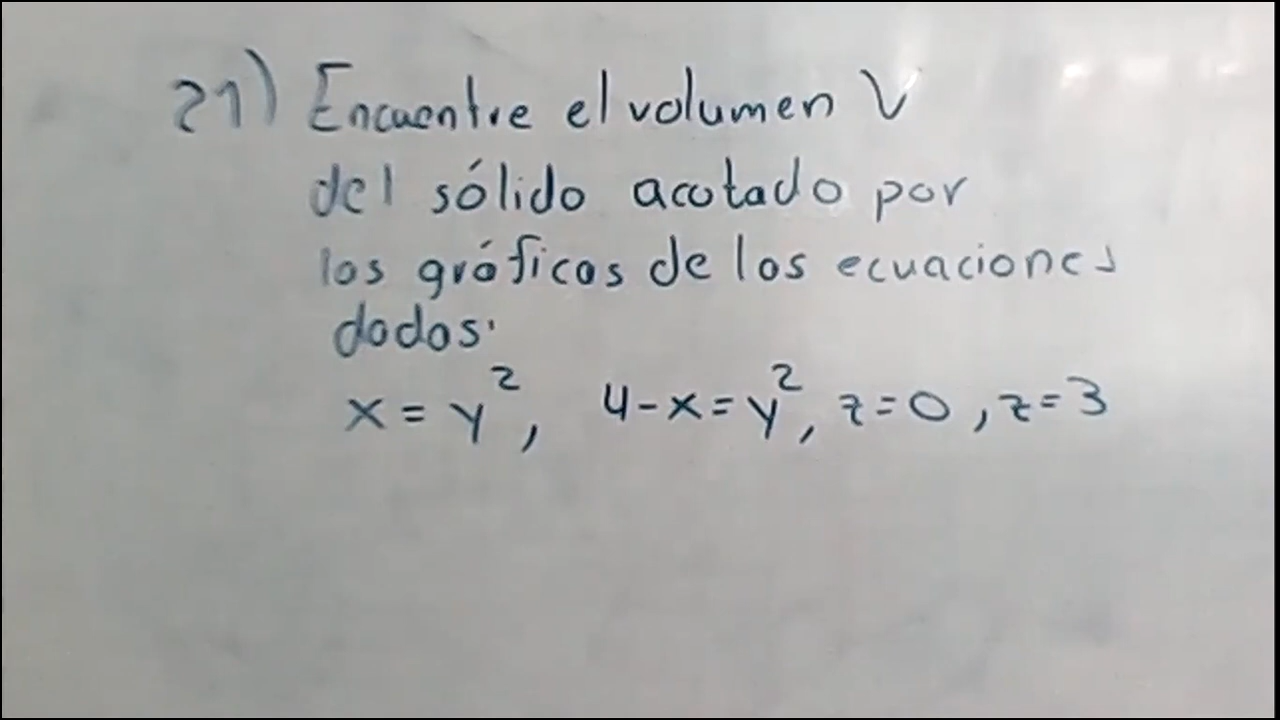 21) Encuentre el volumen V
del sólido acotado por
los gráficos de los ecuaciones
dados.
x = y², 4-x=y², z=0, z=3